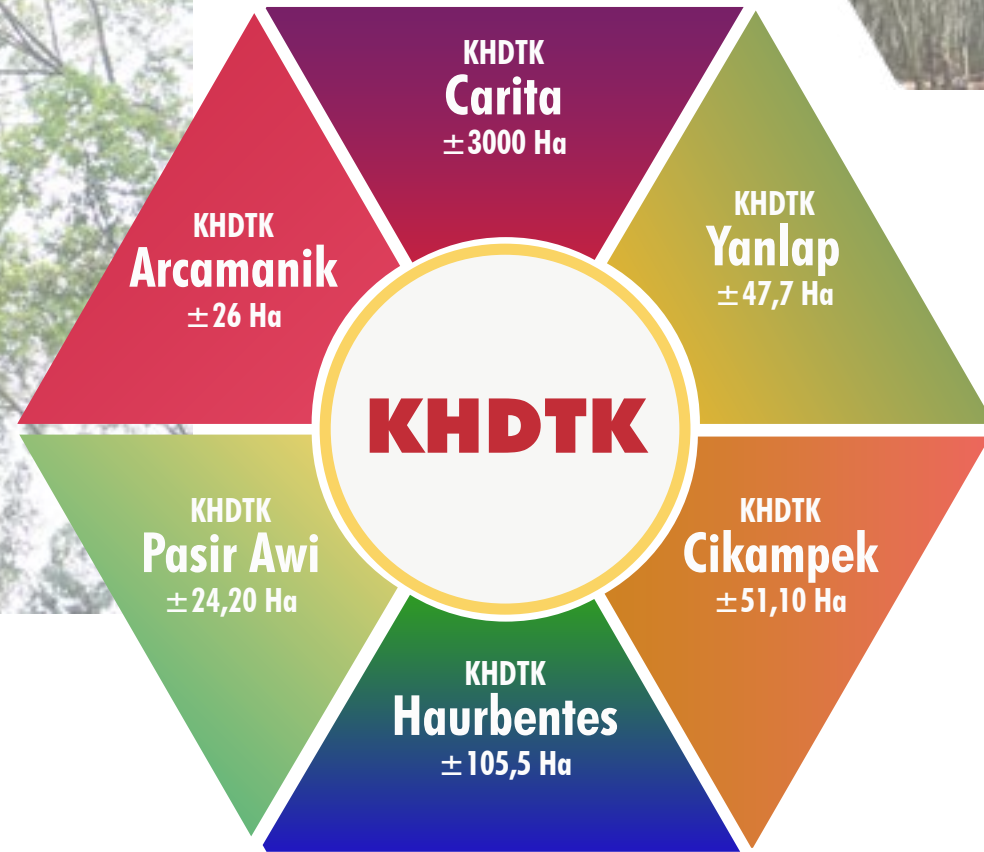 KHDTK
Carita
±3000 Ha
KHDTK
Yanlap
±47,7 Ha
KHDTK
Arcamanik
±26 Ha
KHDTK
KHDTK
Pasir Awi
±24,20 Ha
KHDTK
Cikampek
±51,10 Ha
KHDTK
Haurbentes
±105,5 Ha